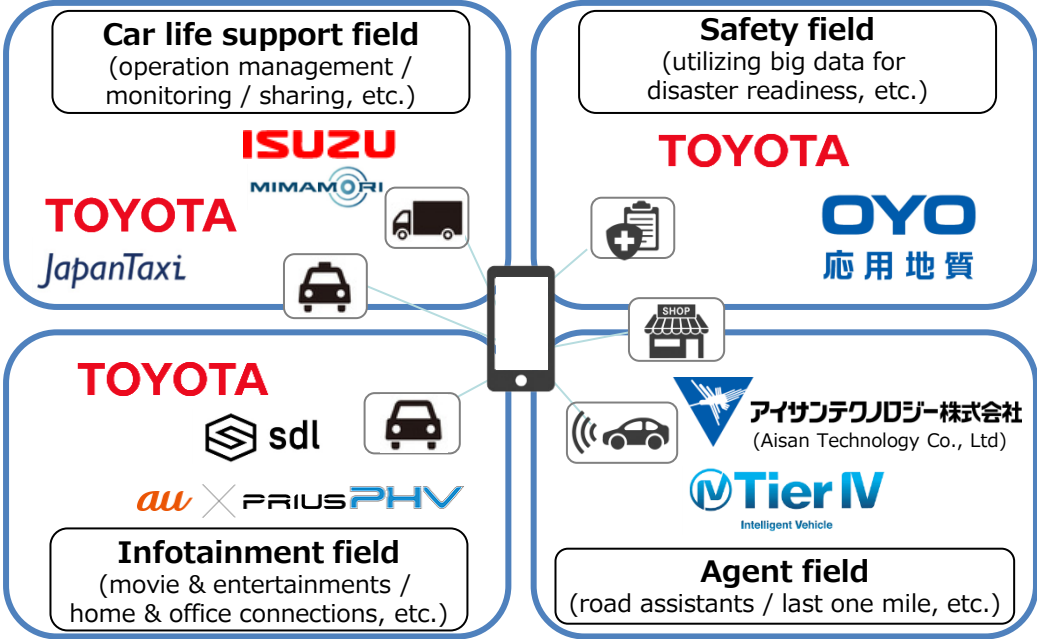 Car life support field
(operation management /
monitoring / sharing, etc.)
ISUZU
MIMAMORI
TOYOTA
JapanTaxi
Safety field
(utilizing big data for
disaster readiness, etc.)
TOYOTA
OYO
応用地質
SHOP
TOYOTA
sdl
au × PRIUS PHV
Infotainment field
(movie & entertainments /
home & office connections, etc.)
アイサンテクノロジー株式会社
(Aisan Technology Co., Ltd)
IV Tier IV
Intelligent Vehicle
Agent field
(road assistants / last one mile, etc.)